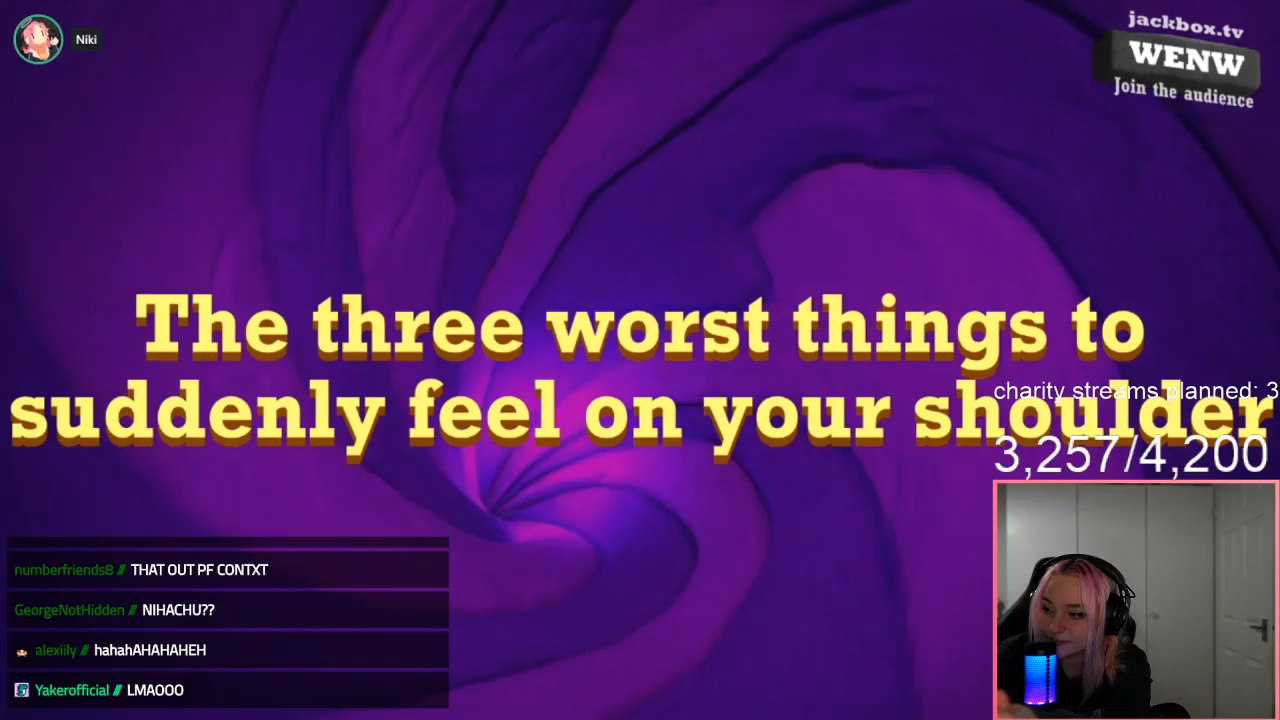 Niki
jackbox.tv
WENW
Join the audience
The three worst things to
suddenly feel on your shoulder
charity streams planned: 3
3,257/4,200
numberfriends8 // THAT OUT PF CONTXT
GeorgeNotHidden // NIHACHU??
alexiily // hahahAHAHAHEH
Yakerofficial // LMAOOO